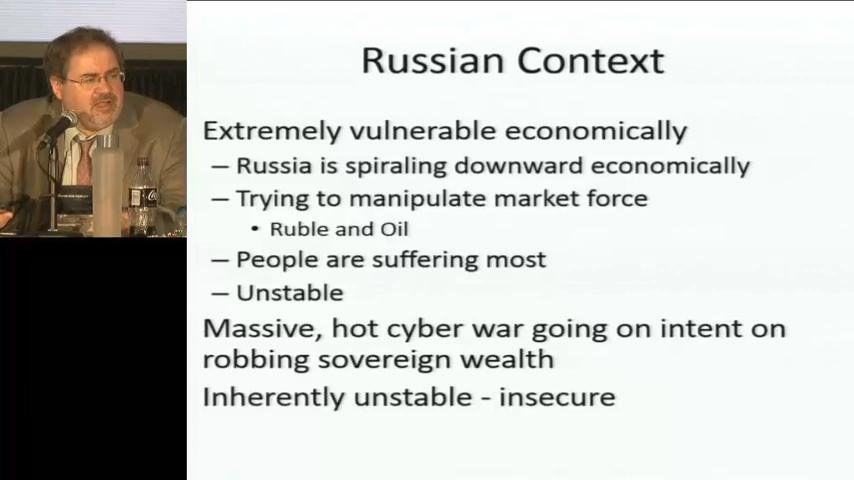 Russian Context
Extremely vulnerable economically
– Russia is spiraling downward economically
– Trying to manipulate market force
• Ruble and Oil
– People are suffering most
– Unstable
Massive, hot cyber war going on intent on
robbing sovereign wealth
Inherently unstable - insecure